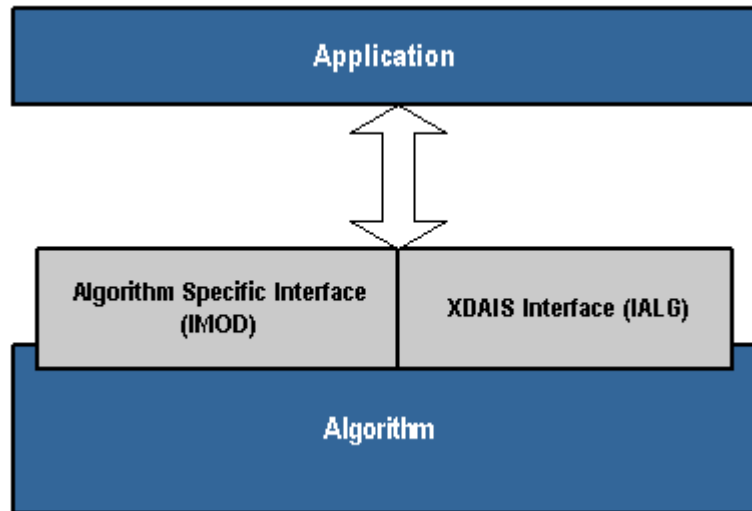 Application
Algorithm Specific Interface
(IMOD)
XDAIS Interface (IALG)
Algorithm